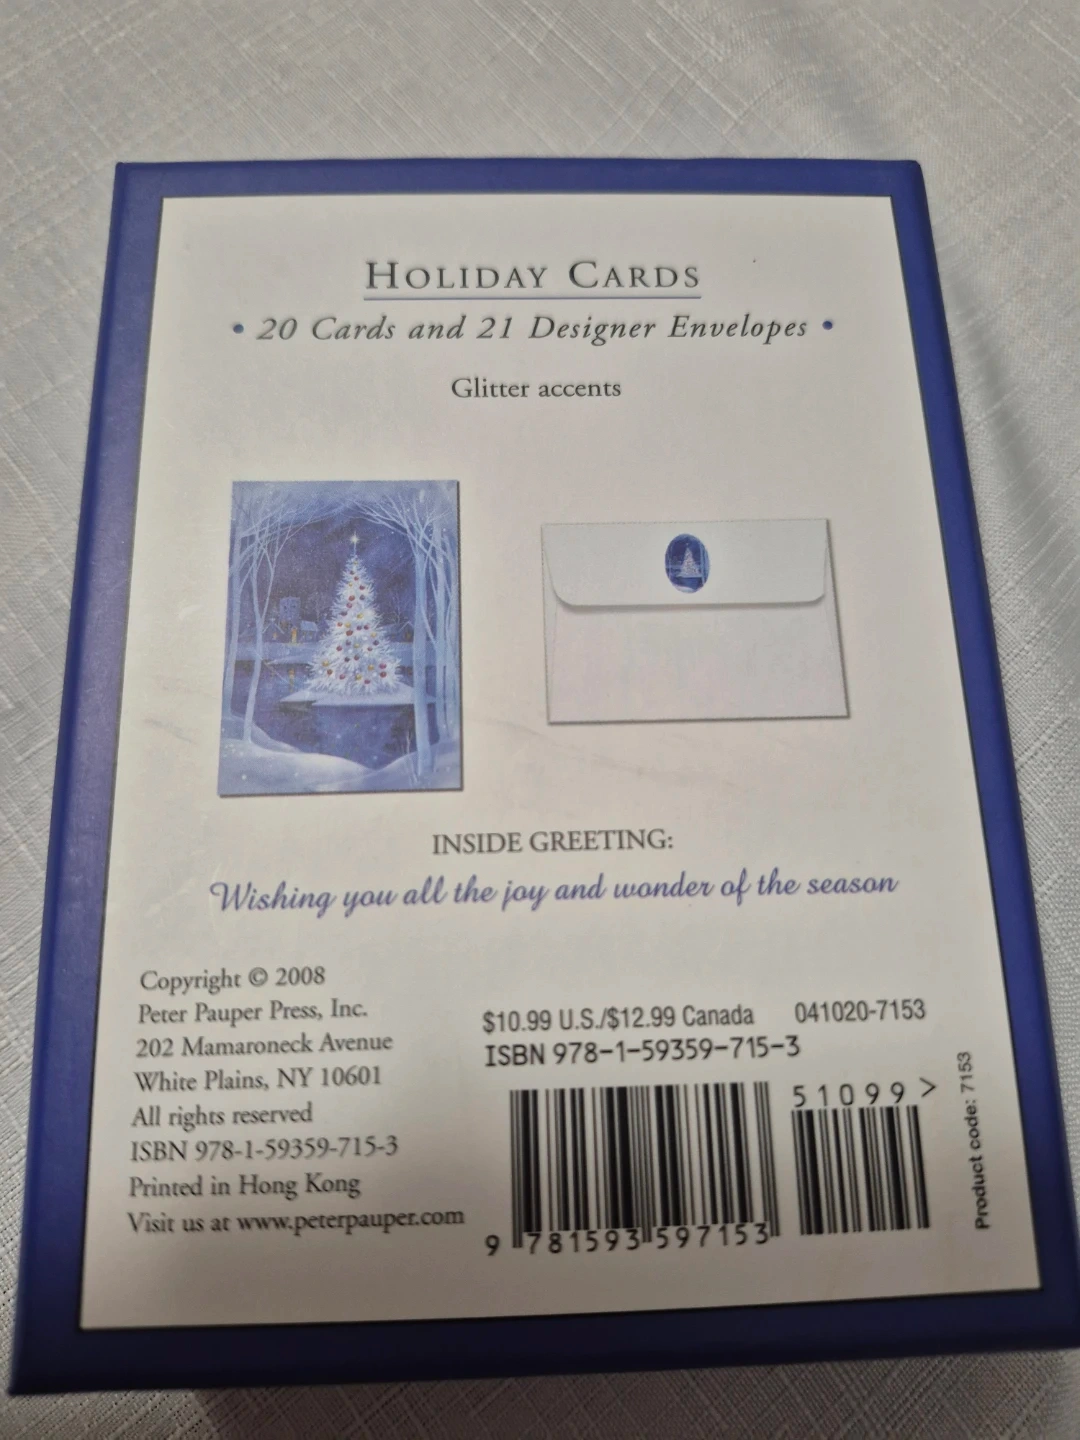 HOLIDAY CARDS
• 20 Cards and 21 Designer Envelopes •
Glitter accents
INSIDE GREETING:
Wishing you all the joy and wonder of the season
Copyright © 2008
Peter Pauper Press, Inc.
202 Mamaroneck Avenue
White Plains, NY 10601
All rights reserved
ISBN 978-1-59359-715-3
Printed in Hong Kong
Visit us at www.peterpauper.com
$10.99 U.S./$12.99 Canada 041020-7153
ISBN 978-1-59359-715-3
51099>
9 781593 597153
Product code: 7153